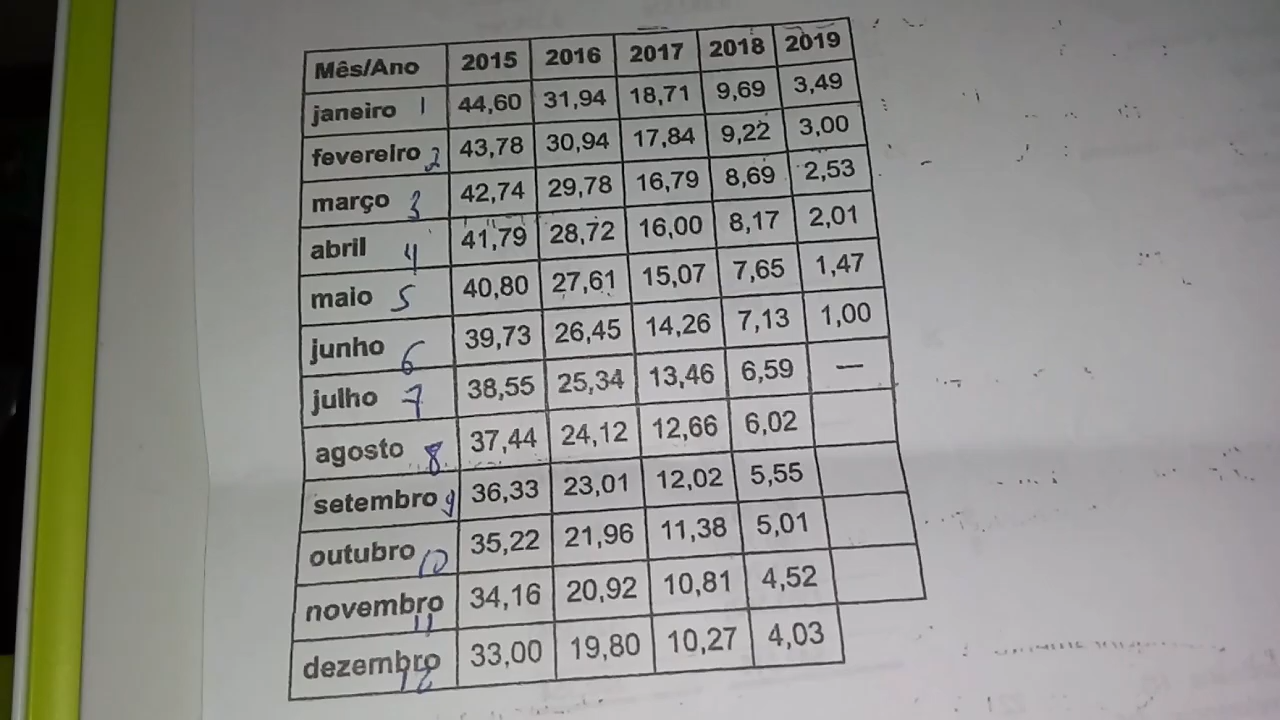 Mês/Ano 2015 2016 2017 2018 2019
janeiro 1 44,60 31,94 18,71 9,69 3,49
fevereiro 2 43,78 30,94 17,84 9,22 3,00
março 3 42,74 29,78 16,79 8,69 2,53
abril 4 41,79 28,72 16,00 8,17 2,01
maio 5 40,80 27,61 15,07 7,65 1,47
junho 6 39,73 26,45 14,26 7,13 1,00
julho 7 38,55 25,34 13,46 6,59 —
agosto 8 37,44 24,12 12,66 6,02
setembro 9 36,33 23,01 12,02 5,55
outubro 10 35,22 21,96 11,38 5,01
novembro 11 34,16 20,92 10,81 4,52
dezembro 12 33,00 19,80 10,27 4,03